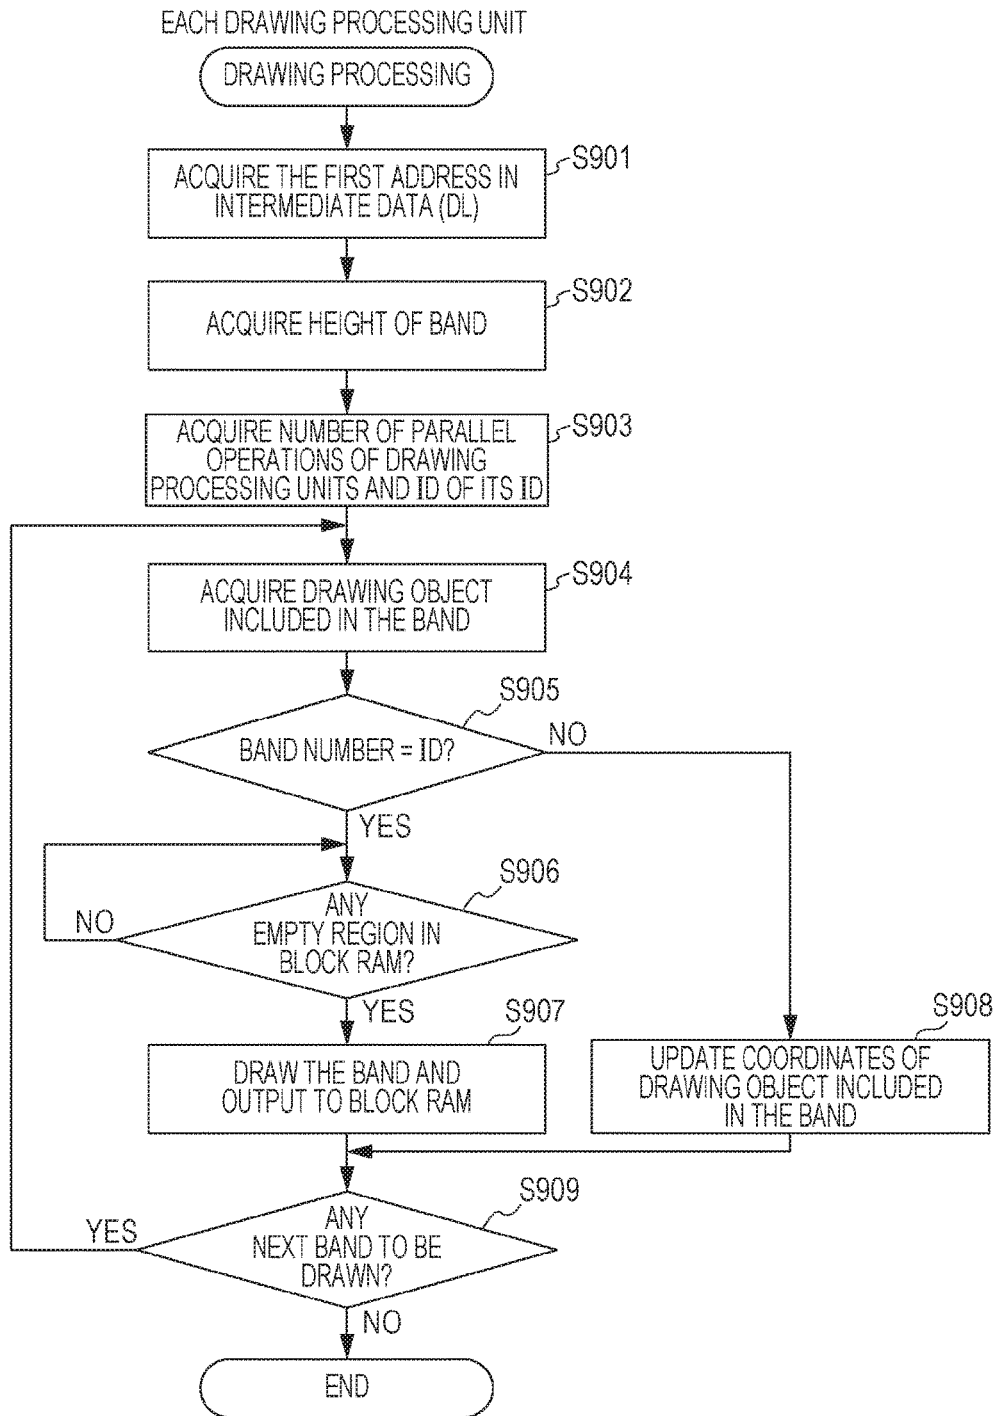 EACH DRAWING PROCESSING UNIT
DRAWING PROCESSING
S901
ACQUIRE THE FIRST ADDRESS IN
INTERMEDIATE DATA (DL)
S902
ACQUIRE HEIGHT OF BAND
S903
ACQUIRE NUMBER OF PARALLEL
OPERATIONS OF DRAWING
PROCESSING UNITS AND ID OF ITS ID
S904
ACQUIRE DRAWING OBJECT
INCLUDED IN THE BAND
S905
BAND NUMBER = ID?
NO
YES
S906
ANY
EMPTY REGION IN
BLOCK RAM?
NO
YES
S907
DRAW THE BAND AND
OUTPUT TO BLOCK RAM
S908
UPDATE COORDINATES OF
DRAWING OBJECT INCLUDED
IN THE BAND
S909
ANY
NEXT BAND TO BE
DRAWN?
YES
NO
END